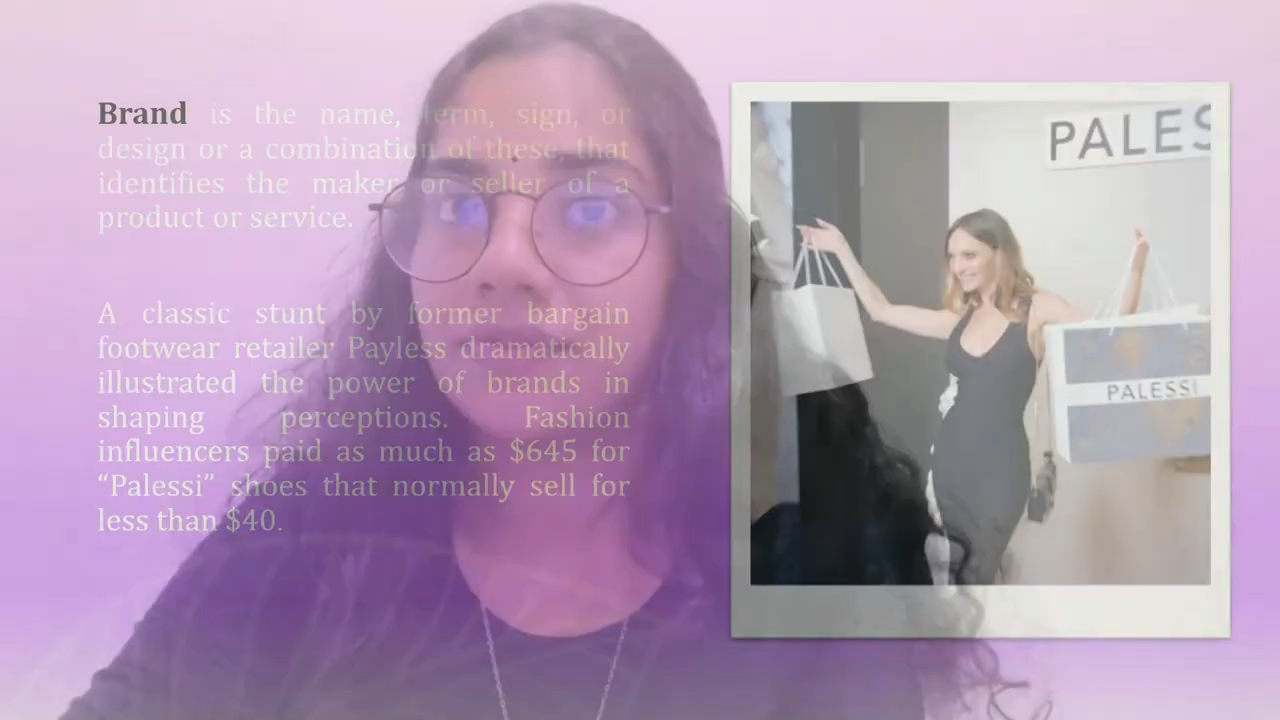 Brand is the name, term, sign, or
design or a combination of these, that
identifies the maker or seller of a
product or service.
A classic stunt by former bargain
footwear retailer Payless dramatically
illustrated the power of brands in
shaping perceptions. Fashion
influencers paid as much as $645 for
“Palessi” shoes that normally sell for
less than $40.
PALES
PALESSI